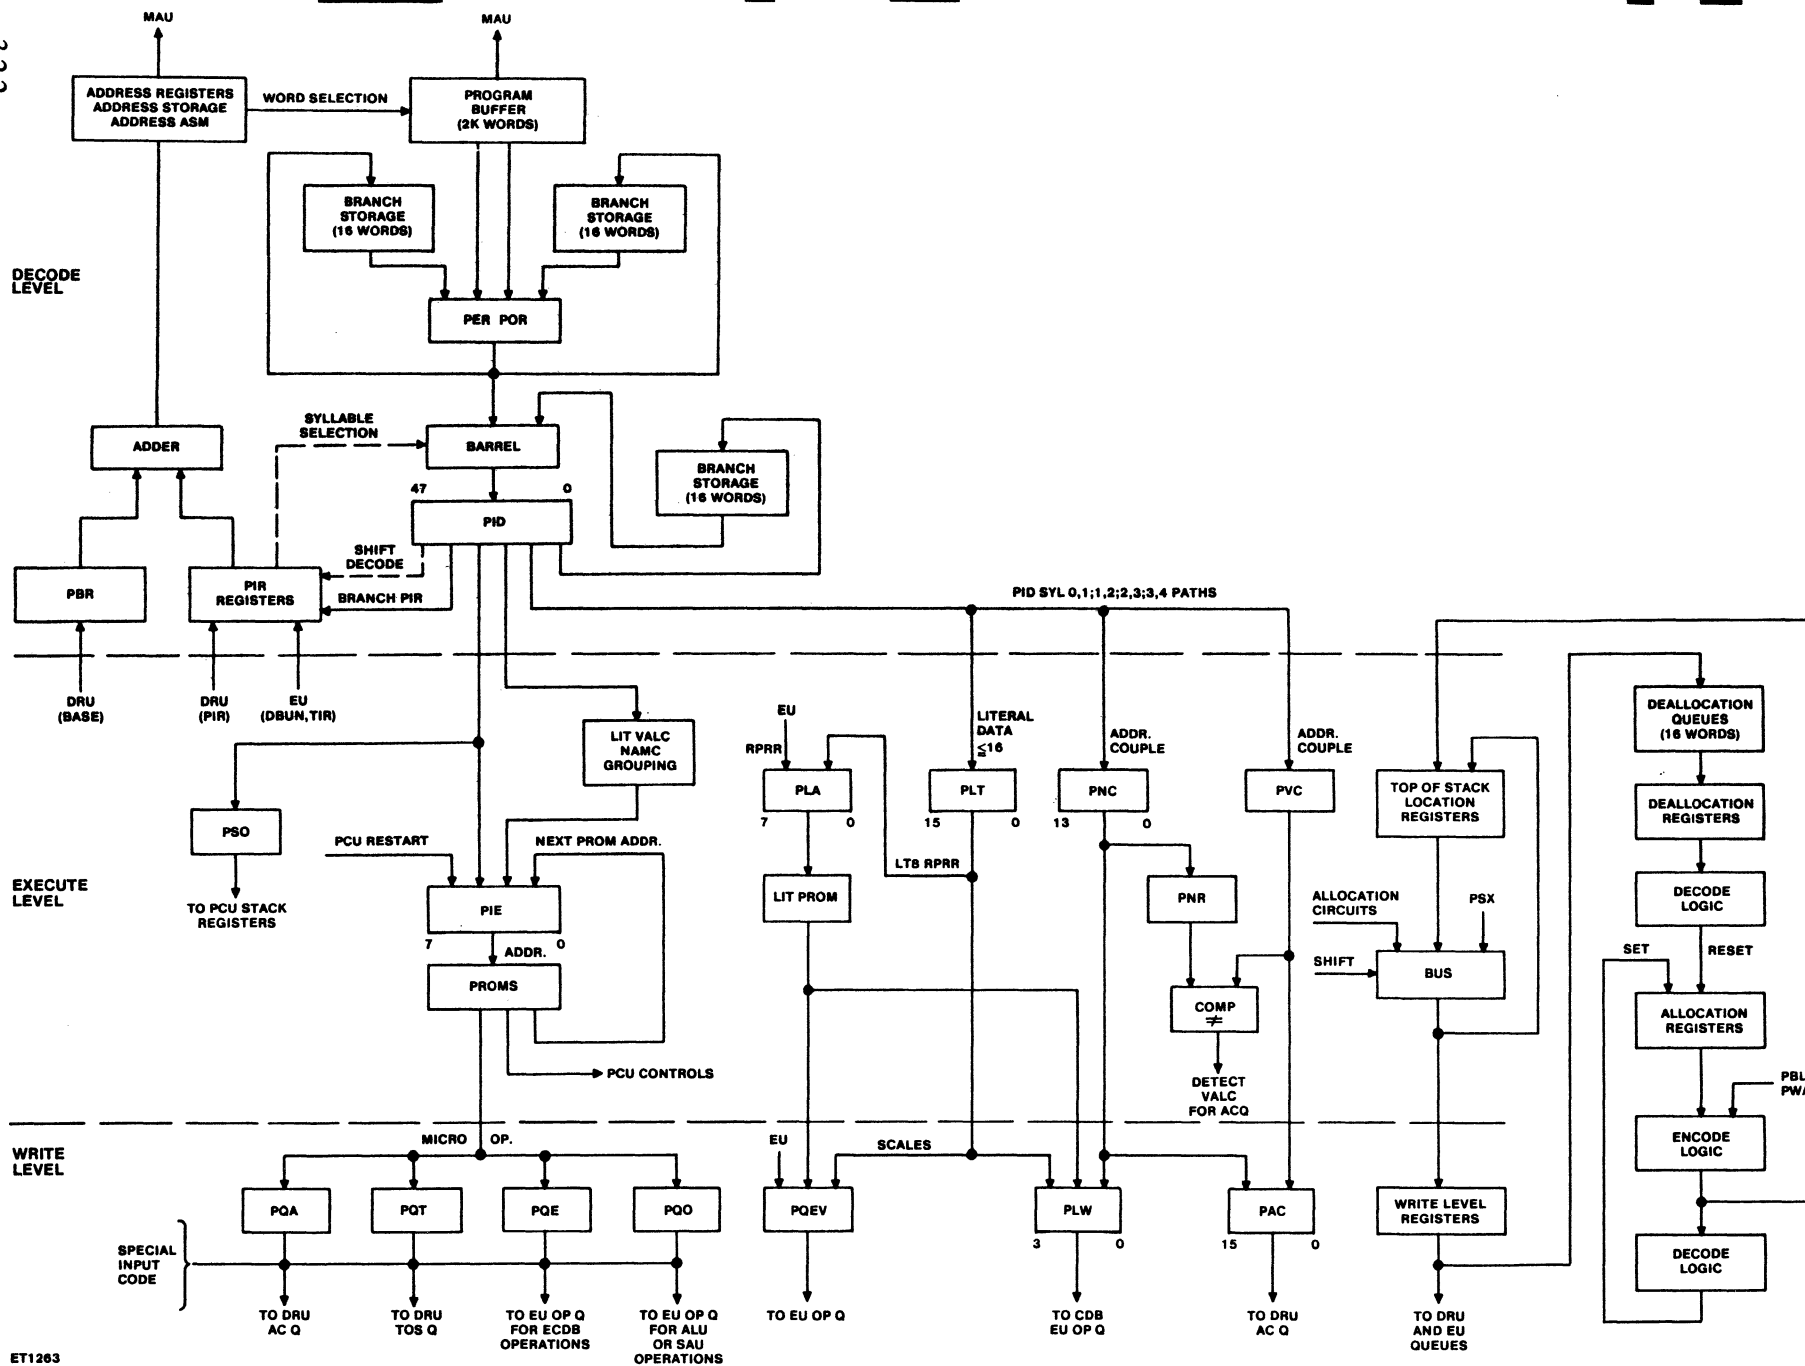 MAU
MAU
ADDRESS REGISTERS
ADDRESS STORAGE
ADDRESS ASM
WORD SELECTION
PROGRAM
BUFFER
(2K WORDS)
BRANCH
STORAGE
(16 WORDS)
BRANCH
STORAGE
(16 WORDS)
DECODE
LEVEL
PER POR
SYLLABLE
SELECTION
ADDER
BARREL
BRANCH
STORAGE
(16 WORDS)
47
0
PID
SHIFT
DECODE
PBR
PIR
REGISTERS
BRANCH PIR
PID SYL 0,1;1,2;2,3;3,4 PATHS
DRU
(BASE)
DRU
(PIR)
EU
(DBUN,TIR)
LIT VALC
NAMC
GROUPING
EU
RPRR
LITERAL
DATA
≤16
ADDR.
COUPLE
ADDR.
COUPLE
DEALLOCATION
QUEUES
(16 WORDS)
PLA
7
0
PLT
15
0
PNC
13
0
PVC
TOP OF STACK
LOCATION
REGISTERS
DEALLOCATION
REGISTERS
PSO
PCU RESTART
NEXT PROM ADDR.
LT8 RPRR
EXECUTE
LEVEL
TO PCU STACK
REGISTERS
PIE
7
0
ADDR.
PROMS
LIT PROM
PNR
ALLOCATION
CIRCUITS
PSX
DECODE
LOGIC
SET
RESET
SHIFT
BUS
COMP
≠
ALLOCATION
REGISTERS
PCU CONTROLS
DETECT
VALC
FOR ACQ
WRITE
LEVEL
MICRO OP.
EU
SCALES
ENCODE
LOGIC
PQA
PQT
PQE
PQO
PQEV
PLW
3
0
PAC
15
0
WRITE LEVEL
REGISTERS
SPECIAL
INPUT
CODE
DECODE
LOGIC
TO DRU
AC Q
TO DRU
TOS Q
TO EU OP Q
FOR ECDB
OPERATIONS
TO EU OP Q
FOR ALU
OR SAU
OPERATIONS
TO EU OP Q
TO CDB
EU OP Q
TO DRU
AC Q
TO DRU
AND EU
QUEUES
ET1263